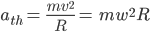 a_{th} = \frac{mv^2}{R} = mw^2R